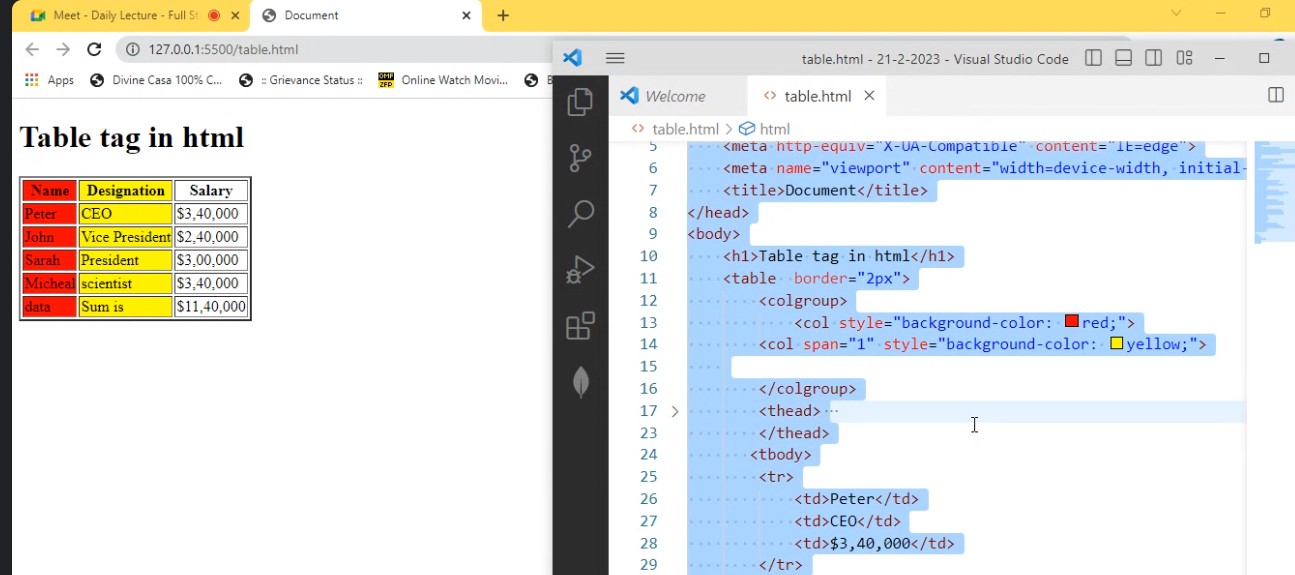 Meet - Daily Lecture - Full St
Document
127.0.0.1:5500/table.html
Apps
Divine Casa 100% C...
:: Grievance Status ::
Online Watch Movi...
Table tag in html
Name Designation Salary
Peter CEO $3,40,000
John Vice President $2,40,000
Sarah President $3,00,000
Micheal scientist $3,40,000
data Sum is $11,40,000
table.html - 21-2-2023 - Visual Studio Code
Welcome
table.html
table.html > html
5 <meta http-equiv="X-UA-Compatible" content="IE=edge">
6 <meta name="viewport" content="width=device-width, initial-
7 <title>Document</title>
8 </head>
9 <body>
10 <h1>Table tag in html</h1>
11 <table border="2px">
12 <colgroup>
13 <col style="background-color: red;">
14 <col span="1" style="background-color: yellow;">
15
16 </colgroup>
17 <thead> ...
23 </thead>
24 <tbody>
25 <tr>
26 <td>Peter</td>
27 <td>CEO</td>
28 <td>$3,40,000</td>
29 </tr>